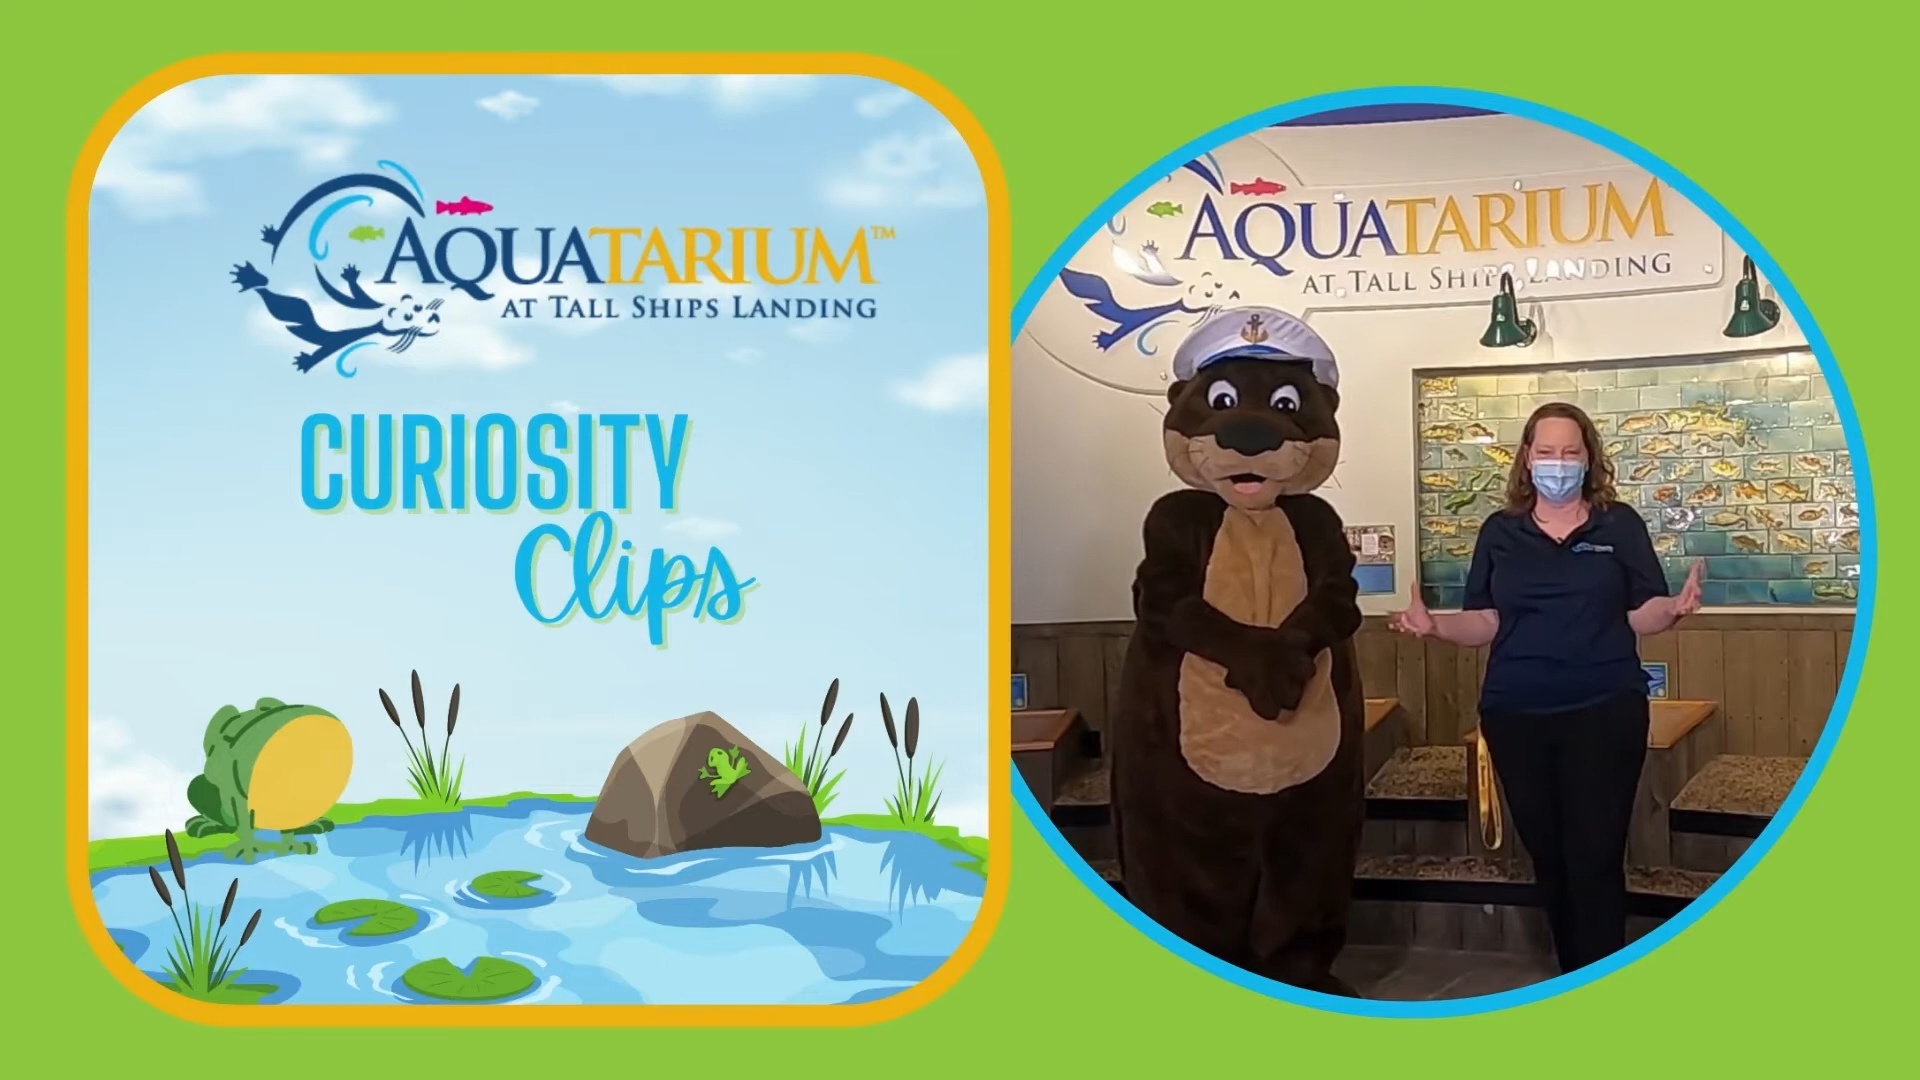 AQUATARIUM™
AT TALL SHIPS LANDING
CURIOSITY
Clips
AQUATARIUM
AT TALL SHIPS LANDING